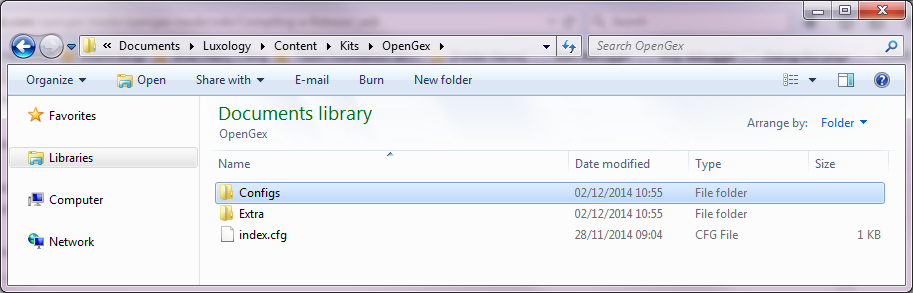 « Documents ▸ Luxology ▸ Content ▸ Kits ▸ OpenGex ▸ Search OpenGex
Organize ▾ Open Share with ▾ E-mail Burn New folder
Favorites
Libraries
Computer
Network
Documents library
OpenGex
Arrange by: Folder ▾
Name Date modified Type Size
Configs 02/12/2014 10:55 File folder
Extra 02/12/2014 10:55 File folder
index.cfg 28/11/2014 09:04 CFG File 1 KB